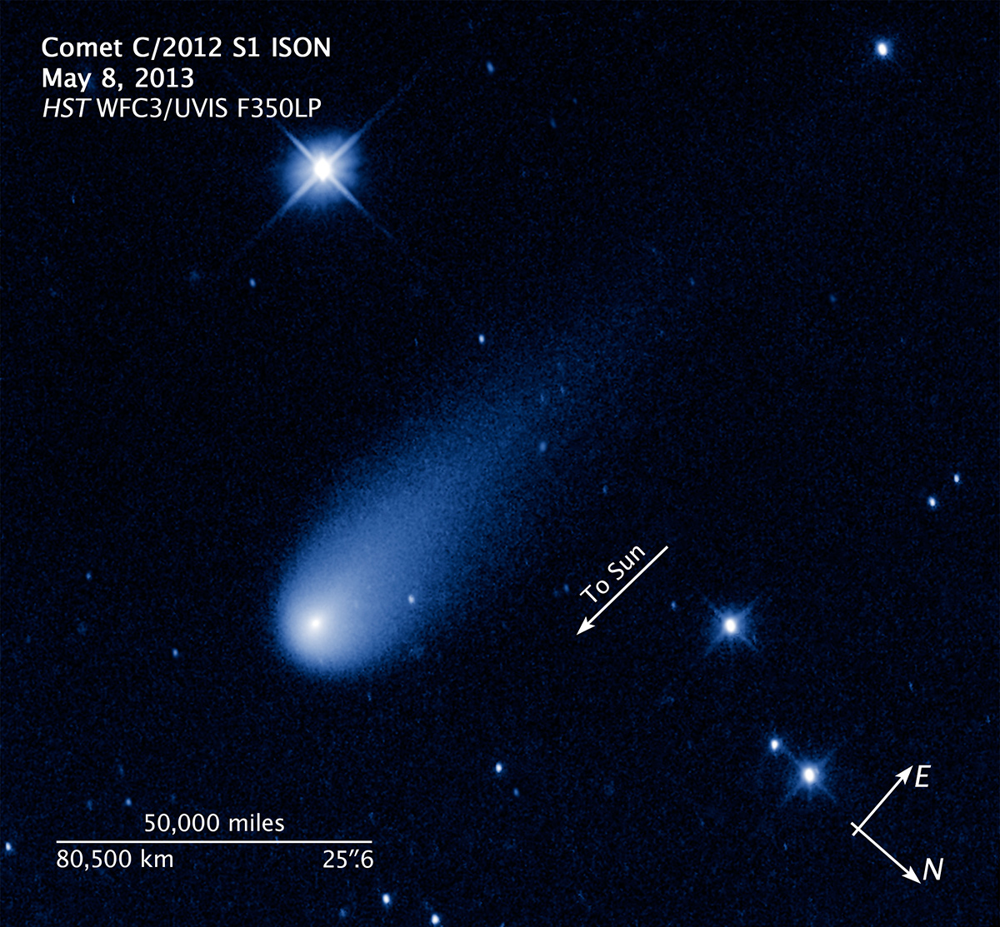 Comet C/2012 S1 ISON
May 8, 2013
HST WFC3/UVIS F350LP
To Sun
E
N
50,000 miles
80,500 km 25″.6